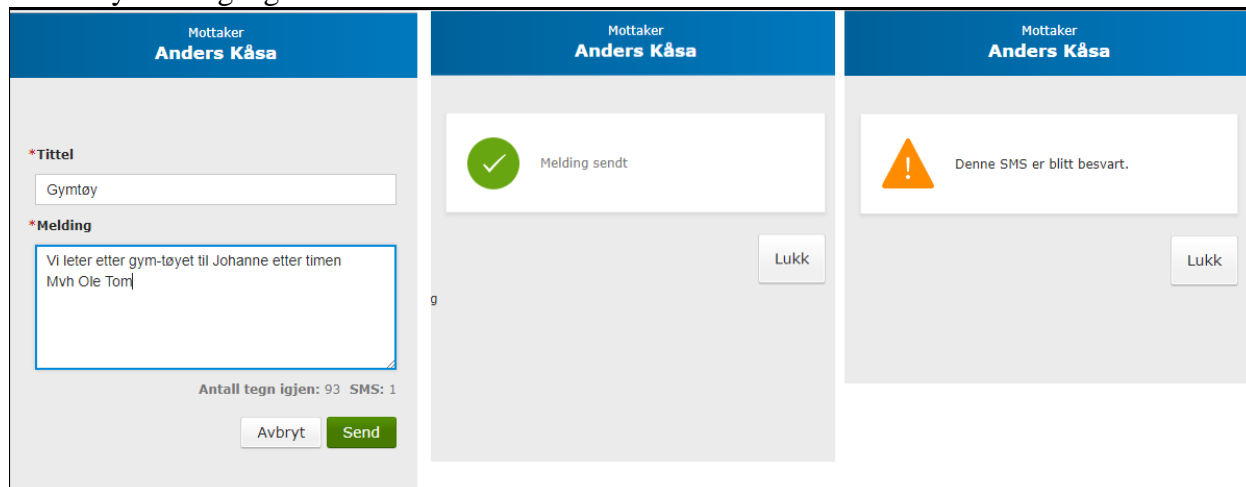 Mottaker
Anders Kåsa
*Tittel
Gymtøy
*Melding
Vi leter etter gym-tøyet til Johanne etter timen
Mvh Ole Tom
Antall tegn igjen: 93 SMS: 1
Avbryt
Send
Mottaker
Anders Kåsa
Melding sendt
Lukk
g
Mottaker
Anders Kåsa
Denne SMS er blitt besvart.
Lukk